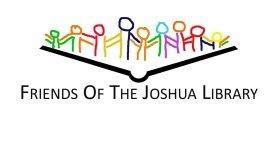 FRIENDS OF THE JOSHUA LIBRARY